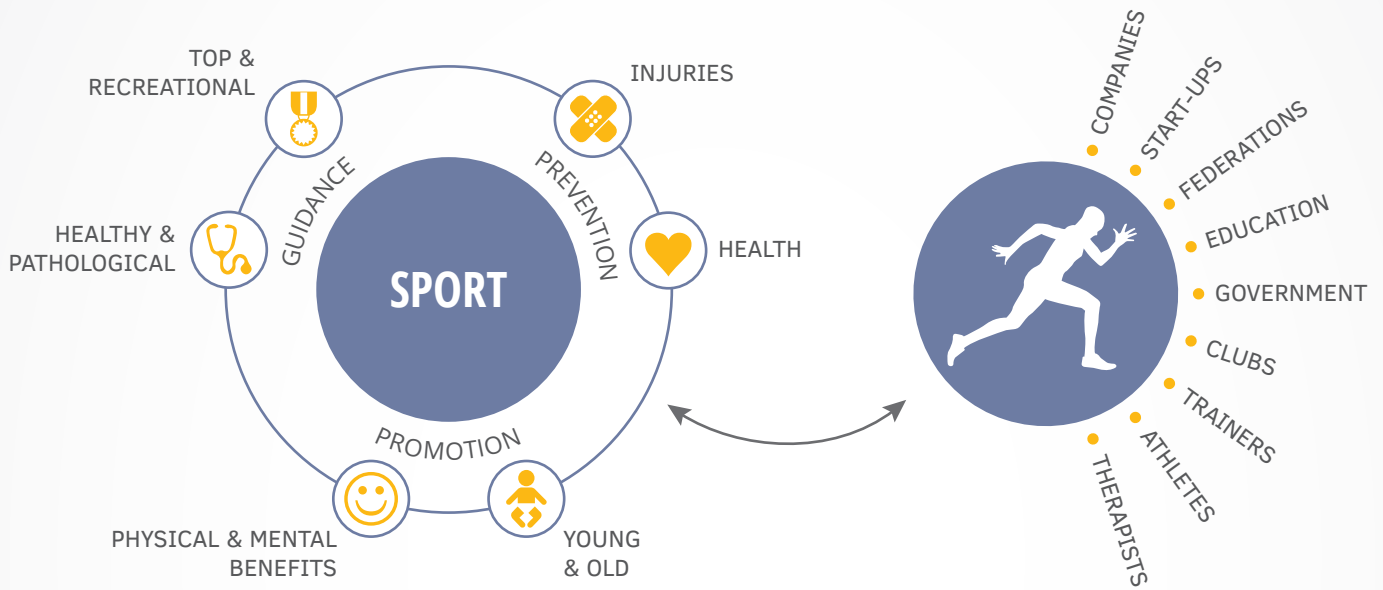 TOP &
RECREATIONAL
INJURIES
GUIDANCE
PREVENTION
HEALTHY &
PATHOLOGICAL
HEALTH
SPORT
PROMOTION
PHYSICAL & MENTAL
BENEFITS
YOUNG
& OLD
COMPANIES
START-UPS
FEDERATIONS
EDUCATION
GOVERNMENT
CLUBS
TRAINERS
ATHLETES
THERAPISTS